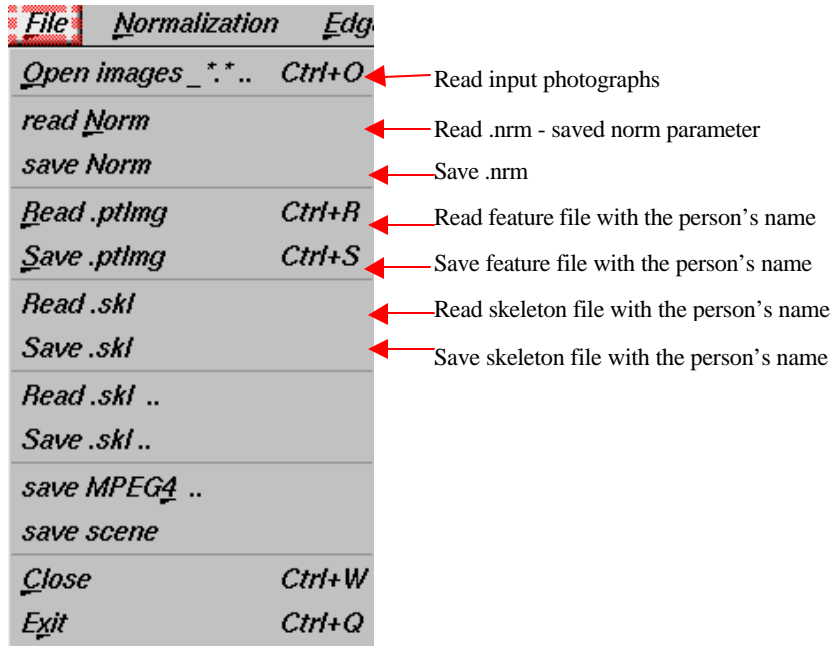 File Normalization Edg
Open images _*.* .. Ctrl+O Read input photographs
read Norm Read .nrm - saved norm parameter
save Norm Save .nrm
Read .ptImg Ctrl+R Read feature file with the person's name
Save .ptImg Ctrl+S Save feature file with the person's name
Read .skl Read skeleton file with the person's name
Save .skl Save skeleton file with the person's name
Read .skl ..
Save .skl ..
save MPEG4 ..
save scene
Close Ctrl+W
Exit Ctrl+Q